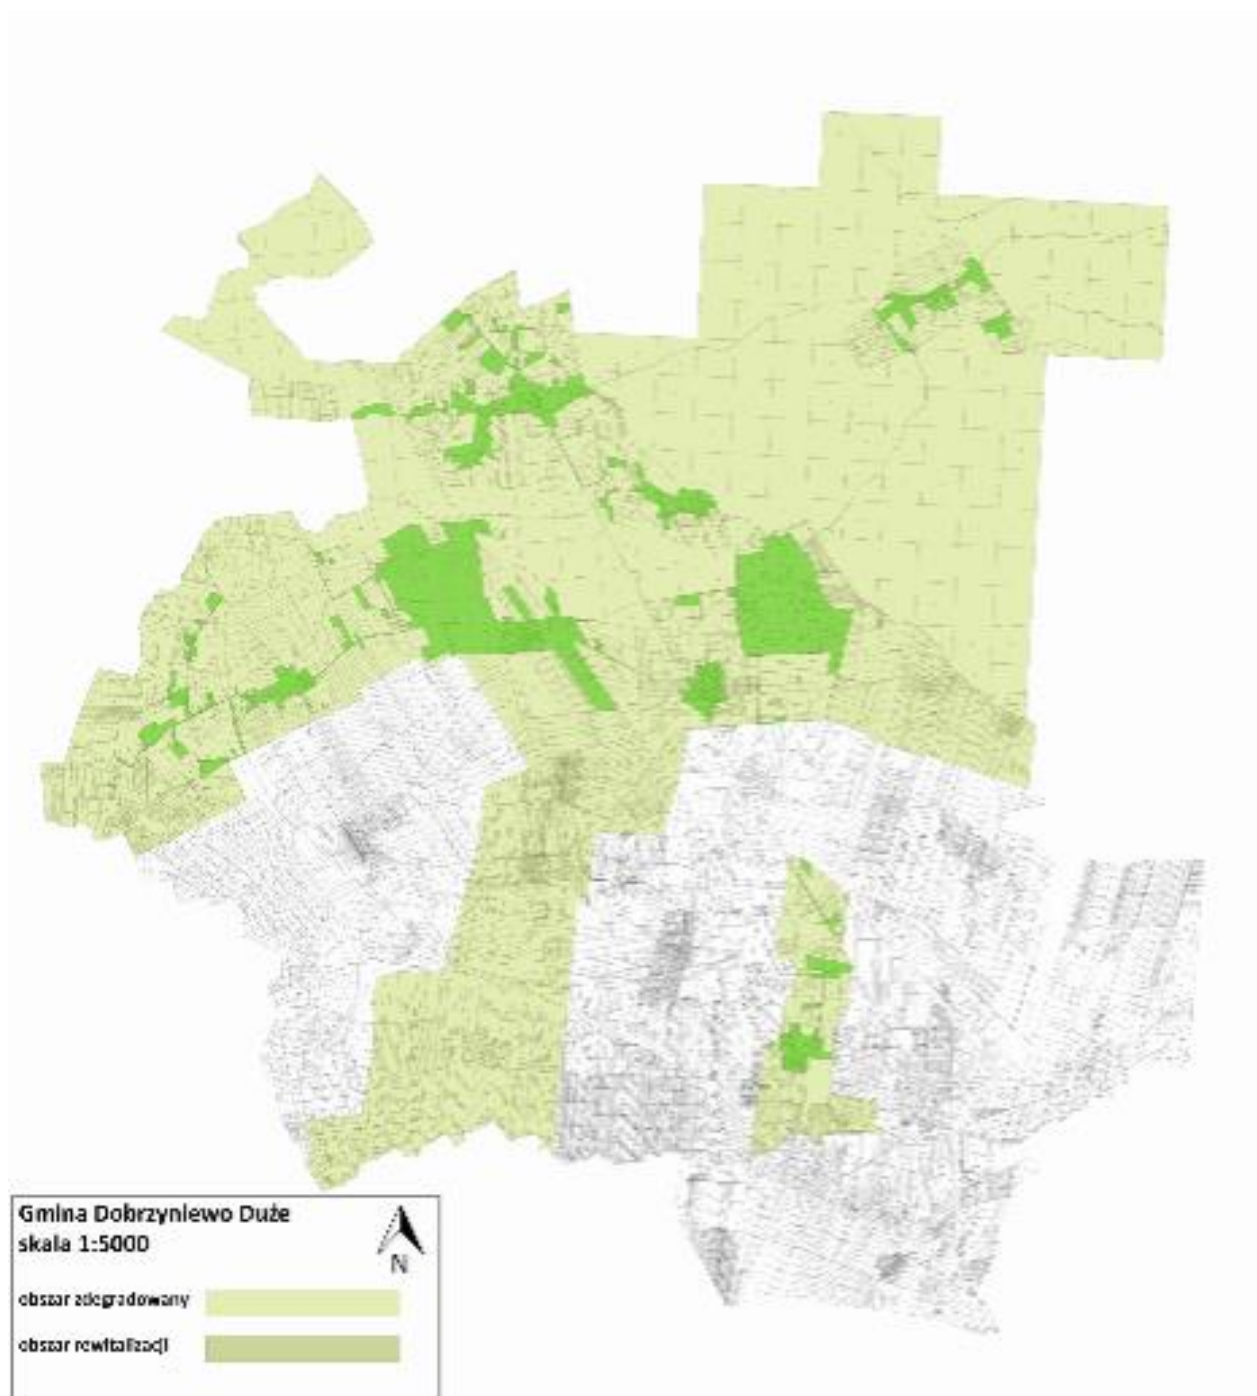 Gmina Dobrzyniewo Duże
skala 1:5000
N
obszar zdegradowany
obszar rewitalizacji